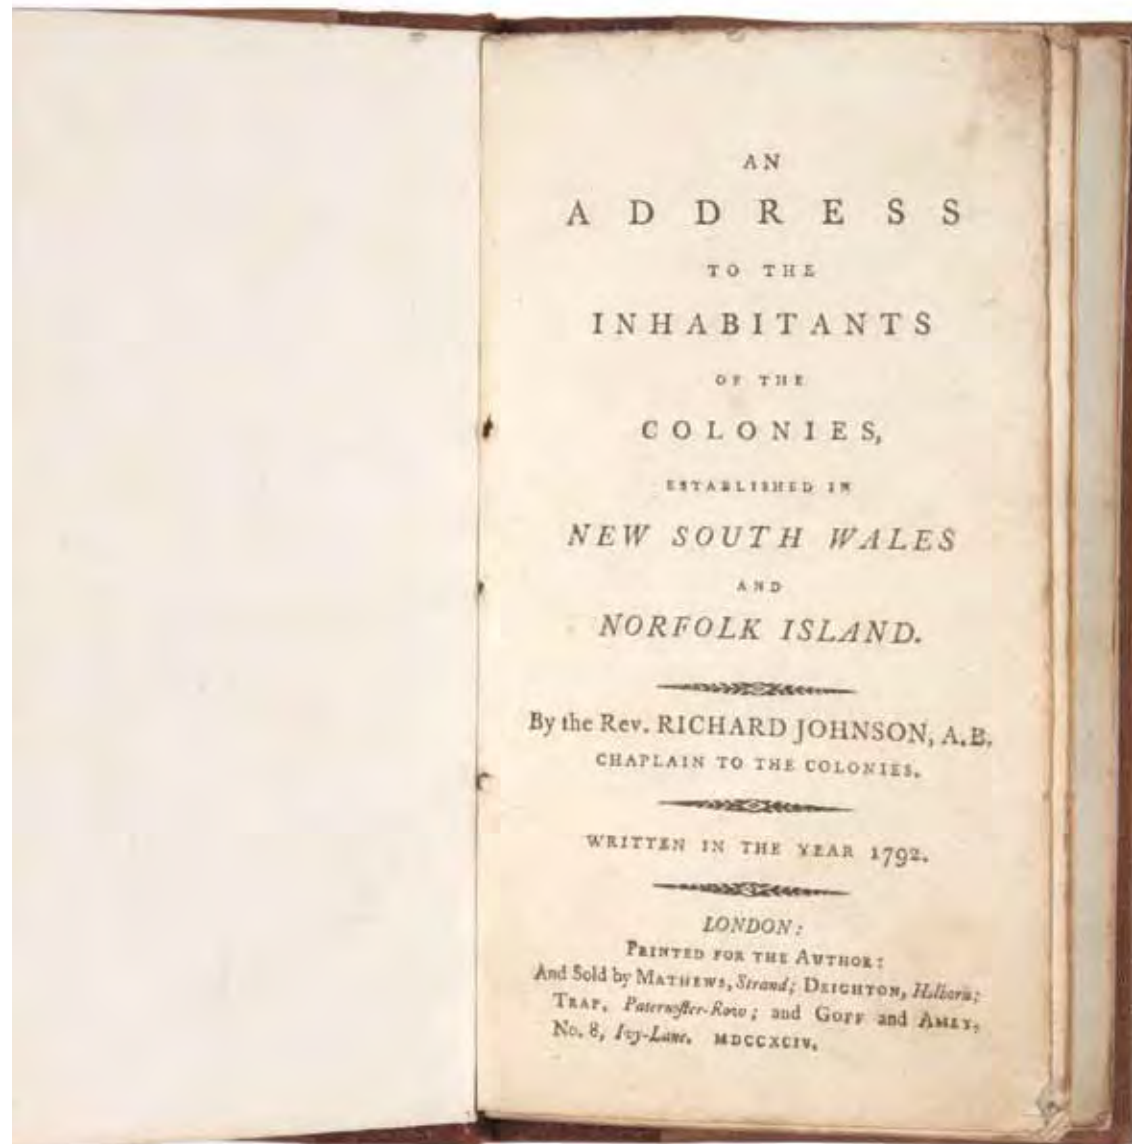 AN
ADDRESS
TO THE
INHABITANTS
OF THE
COLONIES,
ESTABLISHED IN
NEW SOUTH WALES
AND
NORFOLK ISLAND.
By the Rev. RICHARD JOHNSON, A.B.
CHAPLAIN TO THE COLONIES.
WRITTEN IN THE YEAR 1792.
LONDON:
PRINTED FOR THE AUTHOR:
And Sold by MATHEWS, Strand; DEIGHTON, Holborn;
TRAP, Paternoſter-Row; and GOFF and AMEY,
No. 8, Ivy-Lane. MDCCXCIV.